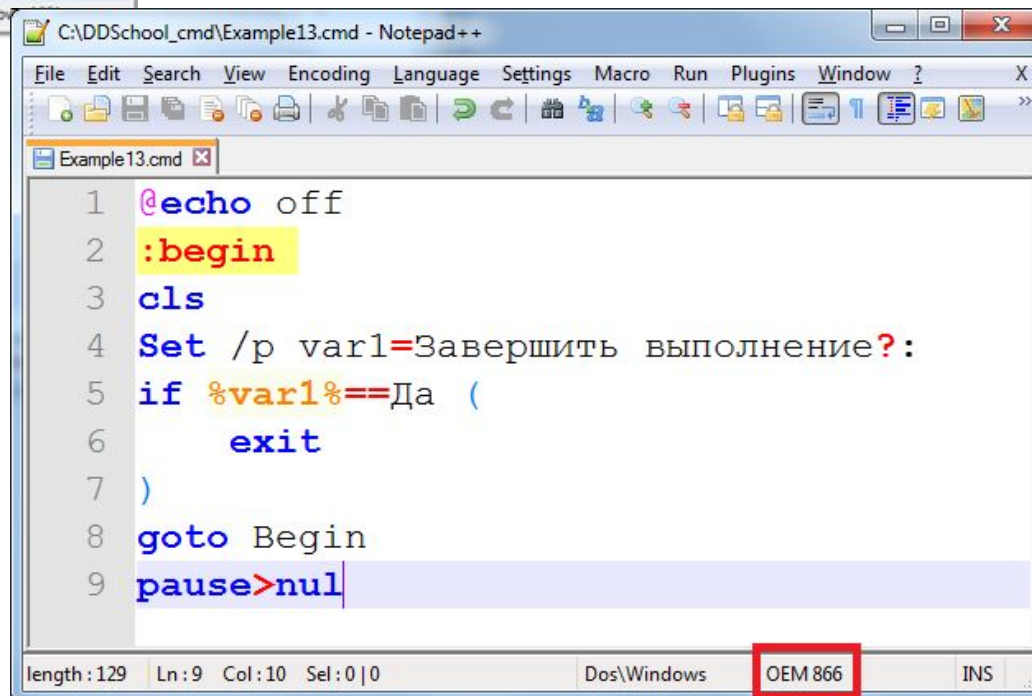 C:\DDSchool_cmd\Example13.cmd - Notepad++
File Edit Search View Encoding Language Settings Macro Run Plugins Window ? X
Example13.cmd
1 @echo off
2 :begin
3 cls
4 Set /p var1=Завершить выполнение?:
5 if %var1%==Да (
6 exit
7 )
8 goto Begin
9 pause>nul
length : 129 Ln : 9 Col : 10 Sel : 0 | 0 Dos\Windows OEM 866 INS